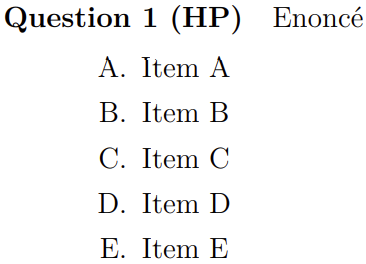 Question 1 (HP) Enoncé
A. Item A
B. Item B
C. Item C
D. Item D
E. Item E